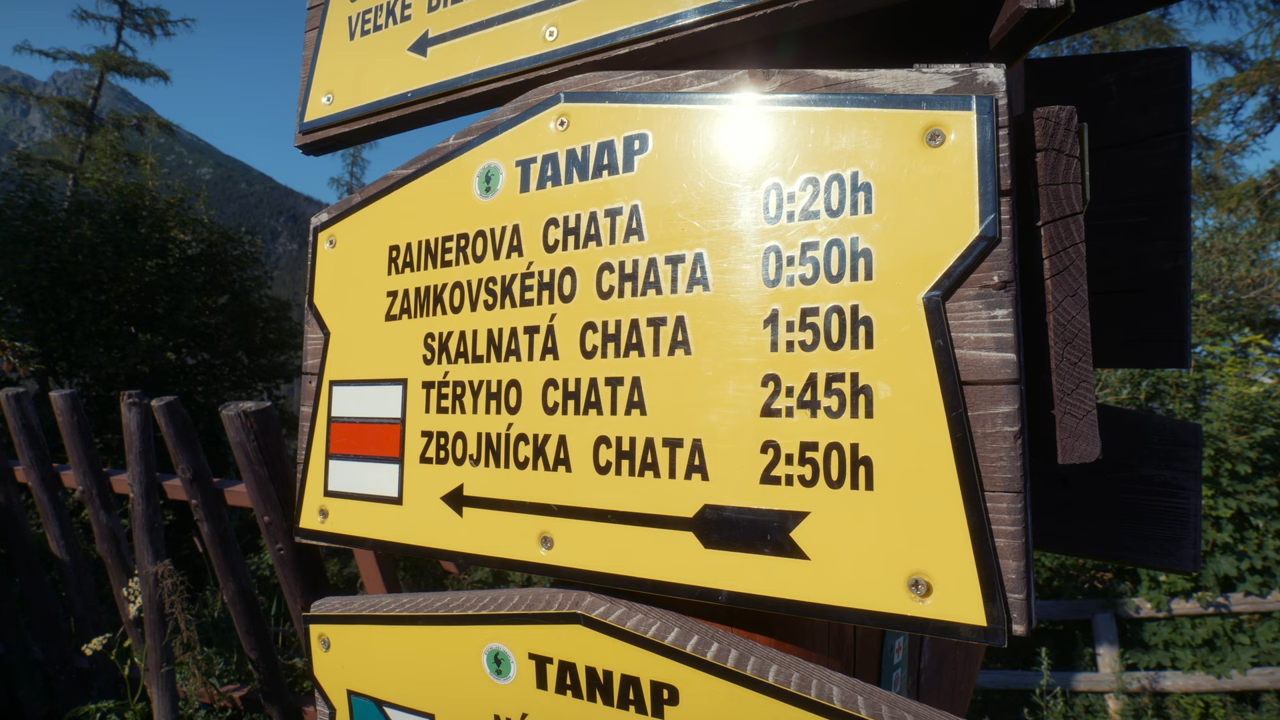 VEĽKÉ
TANAP
RAINEROVA CHATA 0:20h
ZAMKOVSKÉHO CHATA 0:50h
SKALNATÁ CHATA 1:50h
TÉRYHO CHATA 2:45h
ZBOJNÍCKA CHATA 2:50h
TANAP